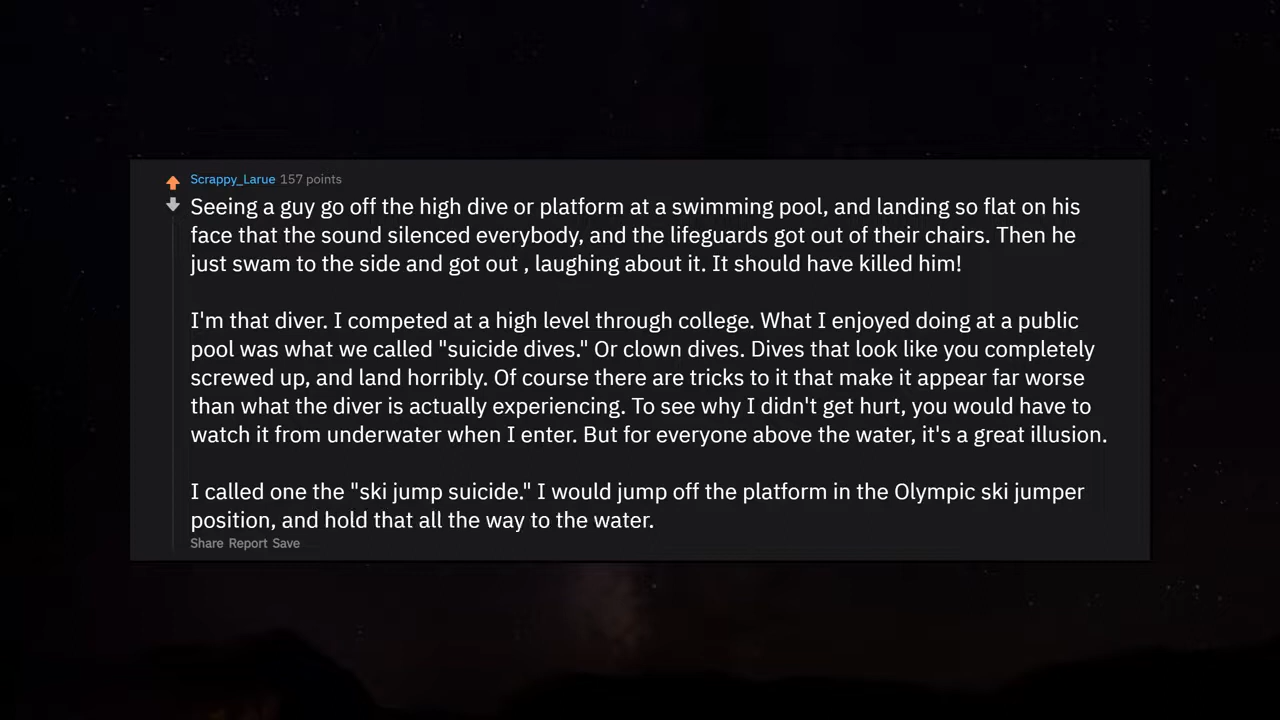 Scrappy_Larue 157 points
Seeing a guy go off the high dive or platform at a swimming pool, and landing so flat on his
face that the sound silenced everybody, and the lifeguards got out of their chairs. Then he
just swam to the side and got out , laughing about it. It should have killed him!
I'm that diver. I competed at a high level through college. What I enjoyed doing at a public
pool was what we called "suicide dives." Or clown dives. Dives that look like you completely
screwed up, and land horribly. Of course there are tricks to it that make it appear far worse
than what the diver is actually experiencing. To see why I didn't get hurt, you would have to
watch it from underwater when I enter. But for everyone above the water, it's a great illusion.
I called one the "ski jump suicide." I would jump off the platform in the Olympic ski jumper
position, and hold that all the way to the water.
Share Report Save